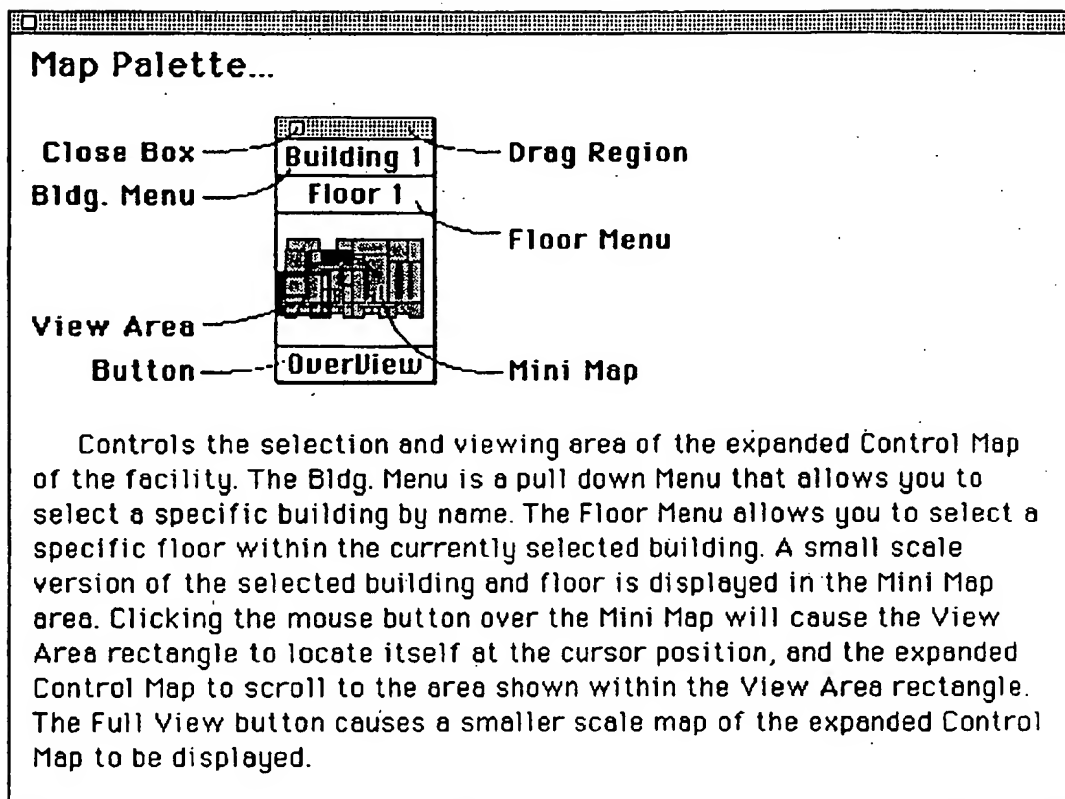 Map Palette...
Close Box
Building 1
Drag Region
Bldg. Menu
Floor 1
Floor Menu
View Area
Button
OverView
Mini Map
Controls the selection and viewing area of the expanded Control Map
of the facility. The Bldg. Menu is a pull down Menu that allows you to
select a specific building by name. The Floor Menu allows you to select a
specific floor within the currently selected building. A small scale
version of the selected building and floor is displayed in the Mini Map
area. Clicking the mouse button over the Mini Map will cause the View
Area rectangle to locate itself at the cursor position, and the expanded
Control Map to scroll to the area shown within the View Area rectangle.
The Full View button causes a smaller scale map of the expanded Control
Map to be displayed.